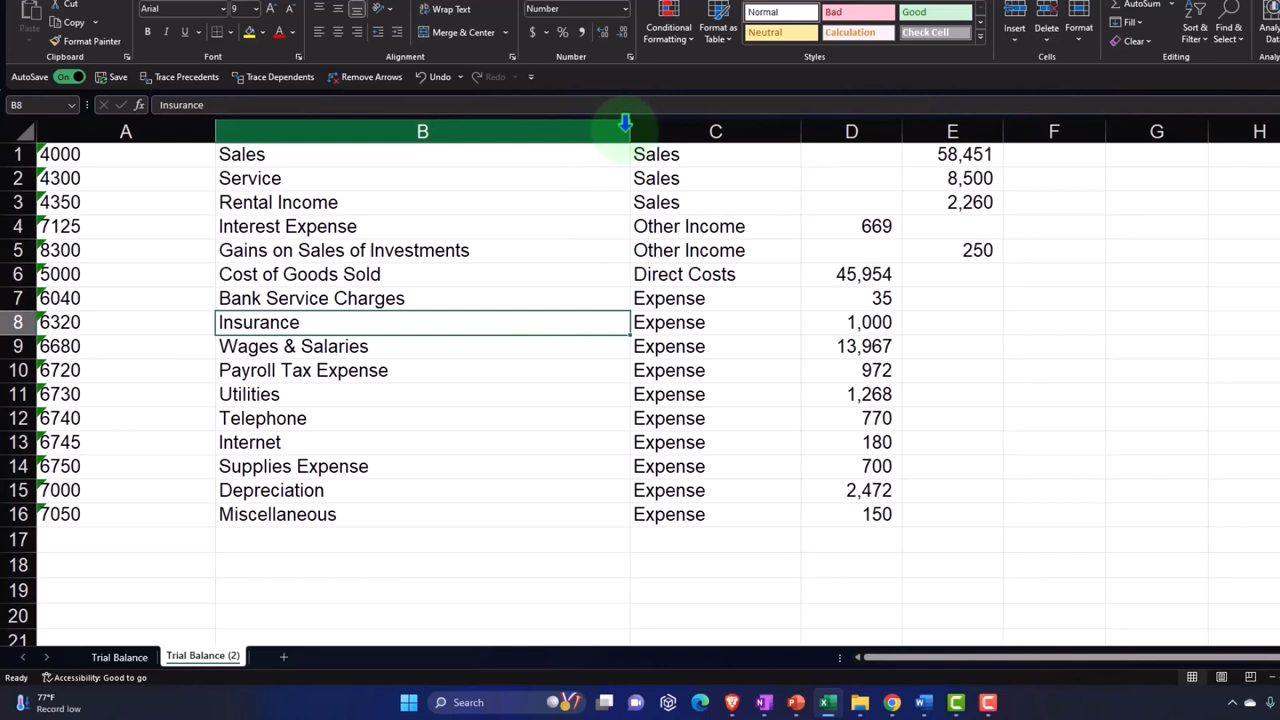 Cut
Copy
Paste
Format Painter
Clipboard
Arial
9
B I U
Font
Wrap Text
Merge & Center
Alignment
Number
$ % ,
Number
Conditional Formatting
Format as Table
Normal
Bad
Good
Neutral
Calculation
Check Cell
Styles
Insert
Delete
Format
Cells
AutoSum
Fill
Clear
Sort & Filter
Find & Select
Editing
Analyze Data
AutoSave On Save Trace Precedents Trace Dependents Remove Arrows Undo Redo
B8 fx Insurance
A B C D E F G H
1 4000 Sales Sales 58,451
2 4300 Service Sales 8,500
3 4350 Rental Income Sales 2,260
4 7125 Interest Expense Other Income 669
5 8300 Gains on Sales of Investments Other Income 250
6 5000 Cost of Goods Sold Direct Costs 45,954
7 6040 Bank Service Charges Expense 35
8 6320 Insurance Expense 1,000
9 6680 Wages & Salaries Expense 13,967
10 6720 Payroll Tax Expense Expense 972
11 6730 Utilities Expense 1,268
12 6740 Telephone Expense 770
13 6745 Internet Expense 180
14 6750 Supplies Expense Expense 700
15 7000 Depreciation Expense 2,472
16 7050 Miscellaneous Expense 150
17
18
19
20
21
Trial Balance Trial Balance (2)
Ready Accessibility: Good to go
77°F
Record low
Search